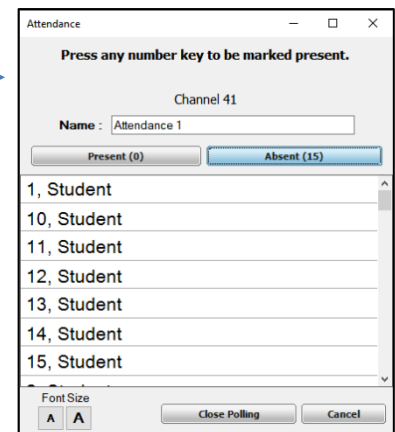 Attendance
Press any number key to be marked present.
Channel 41
Name : Attendance 1
Present (0) Absent (15)
1, Student
10, Student
11, Student
12, Student
13, Student
14, Student
15, Student
Font Size
A A Close Polling Cancel